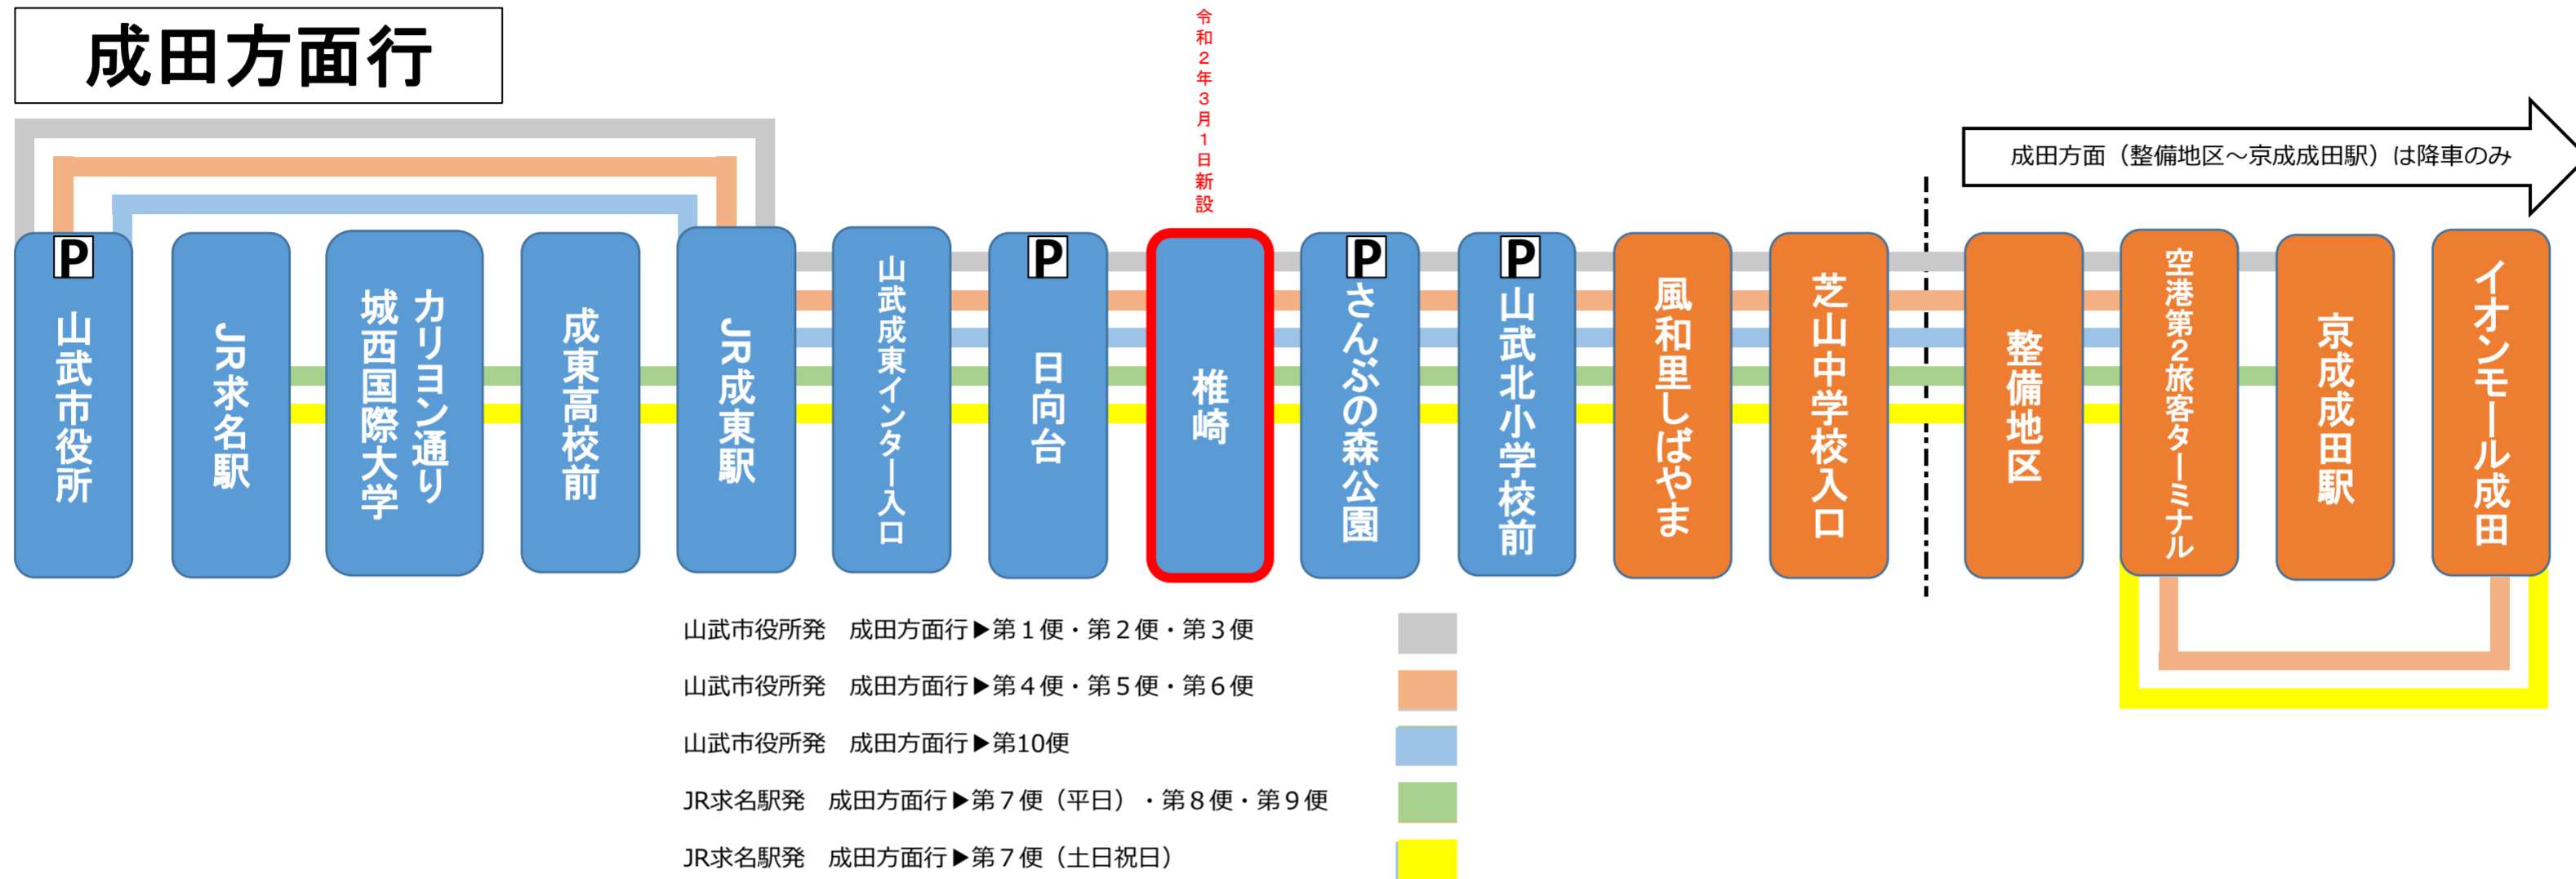 成田方面行
令和２年３月１日新設
成田方面（整備地区～京成成田駅）は降車のみ
P
山武市役所
JR求名駅
カリヨン通り
城西国際大学
成東高校前
JR成東駅
山武成東インター入口
P
日向台
椎崎
P
さんぶの森公園
P
山武北小学校前
風和里しばやま
芝山中学校入口
整備地区
空港第２旅客ターミナル
京成成田駅
イオンモール成田
山武市役所発　成田方面行▶第１便・第２便・第３便
山武市役所発　成田方面行▶第４便・第５便・第６便
山武市役所発　成田方面行▶第10便
JR求名駅発　成田方面行▶第７便（平日）・第８便・第９便
JR求名駅発　成田方面行▶第７便（土日祝日）